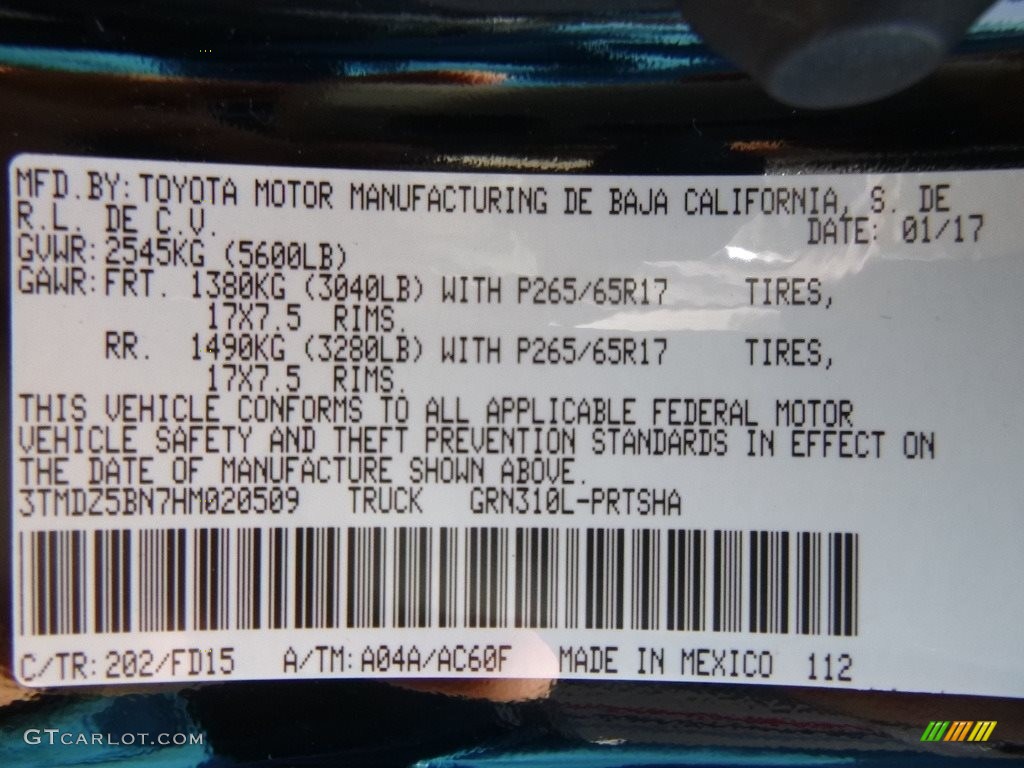 MFD.BY: TOYOTA MOTOR MANUFACTURING DE BAJA CALIFORNIA, S. DE
R.L. DE C.V. DATE: 01/17
GVWR: 2545KG (5600LB)
GAWR: FRT. 1380KG (3040LB) WITH P265/65R17 TIRES,
17X7.5 RIMS.
RR. 1490KG (3280LB) WITH P265/65R17 TIRES,
17X7.5 RIMS.
THIS VEHICLE CONFORMS TO ALL APPLICABLE FEDERAL MOTOR
VEHICLE SAFETY AND THEFT PREVENTION STANDARDS IN EFFECT ON
THE DATE OF MANUFACTURE SHOWN ABOVE.
3TMDZ5BN7HM020509 TRUCK GRN310L-PRTSHA
C/TR: 202/FD15 A/TM: A04A/AC60F MADE IN MEXICO 112
GTCARLOT.COM